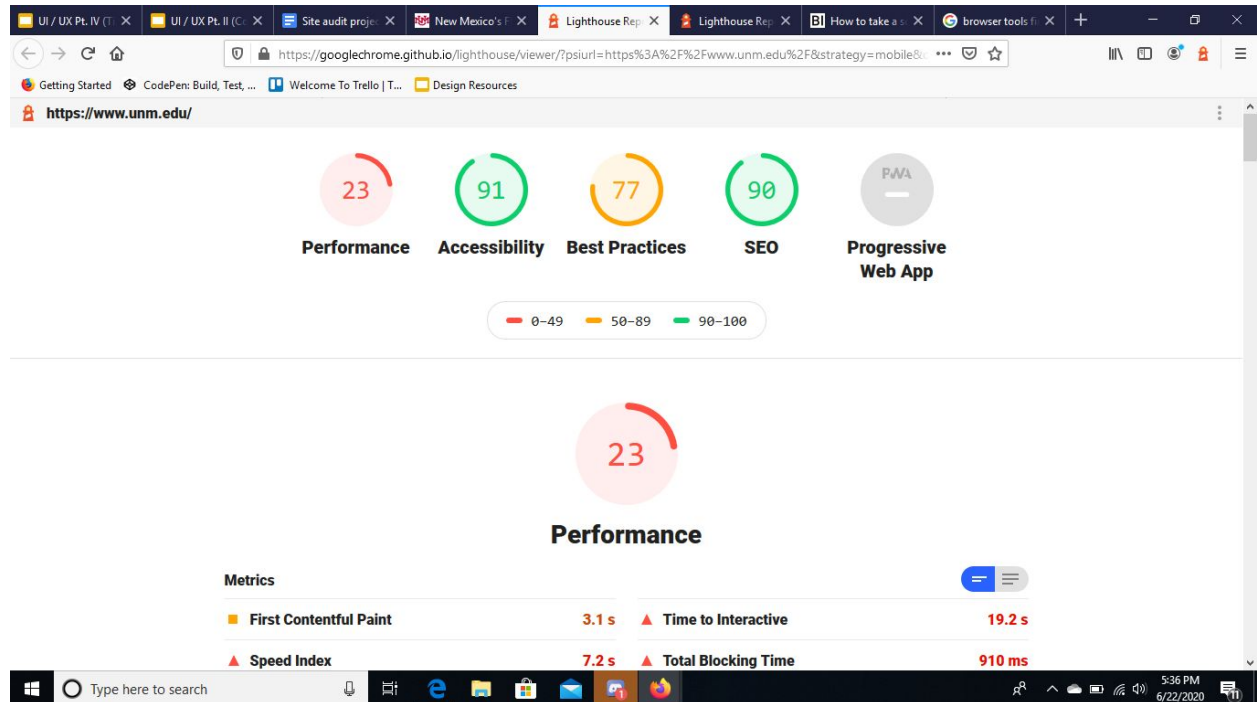 UI / UX Pt. IV (Ti
UI / UX Pt. II (Co
Site audit projec
New Mexico's F
Lighthouse Rep
Lighthouse Rep
BI How to take a s
browser tools f
https://googlechrome.github.io/lighthouse/viewer/?psiurl=https%3A%2F%2Fwww.unm.edu%2F&strategy=mobile&
Getting Started CodePen: Build, Test, ... Welcome To Trello | T... Design Resources
https://www.unm.edu/
23 91 77 90 PWA
Performance Accessibility Best Practices SEO Progressive
Web App
0–49 50–89 90–100
23
Performance
Metrics
First Contentful Paint 3.1 s Time to Interactive 19.2 s
Speed Index 7.2 s Total Blocking Time 910 ms
Type here to search
5:36 PM
6/22/2020
11